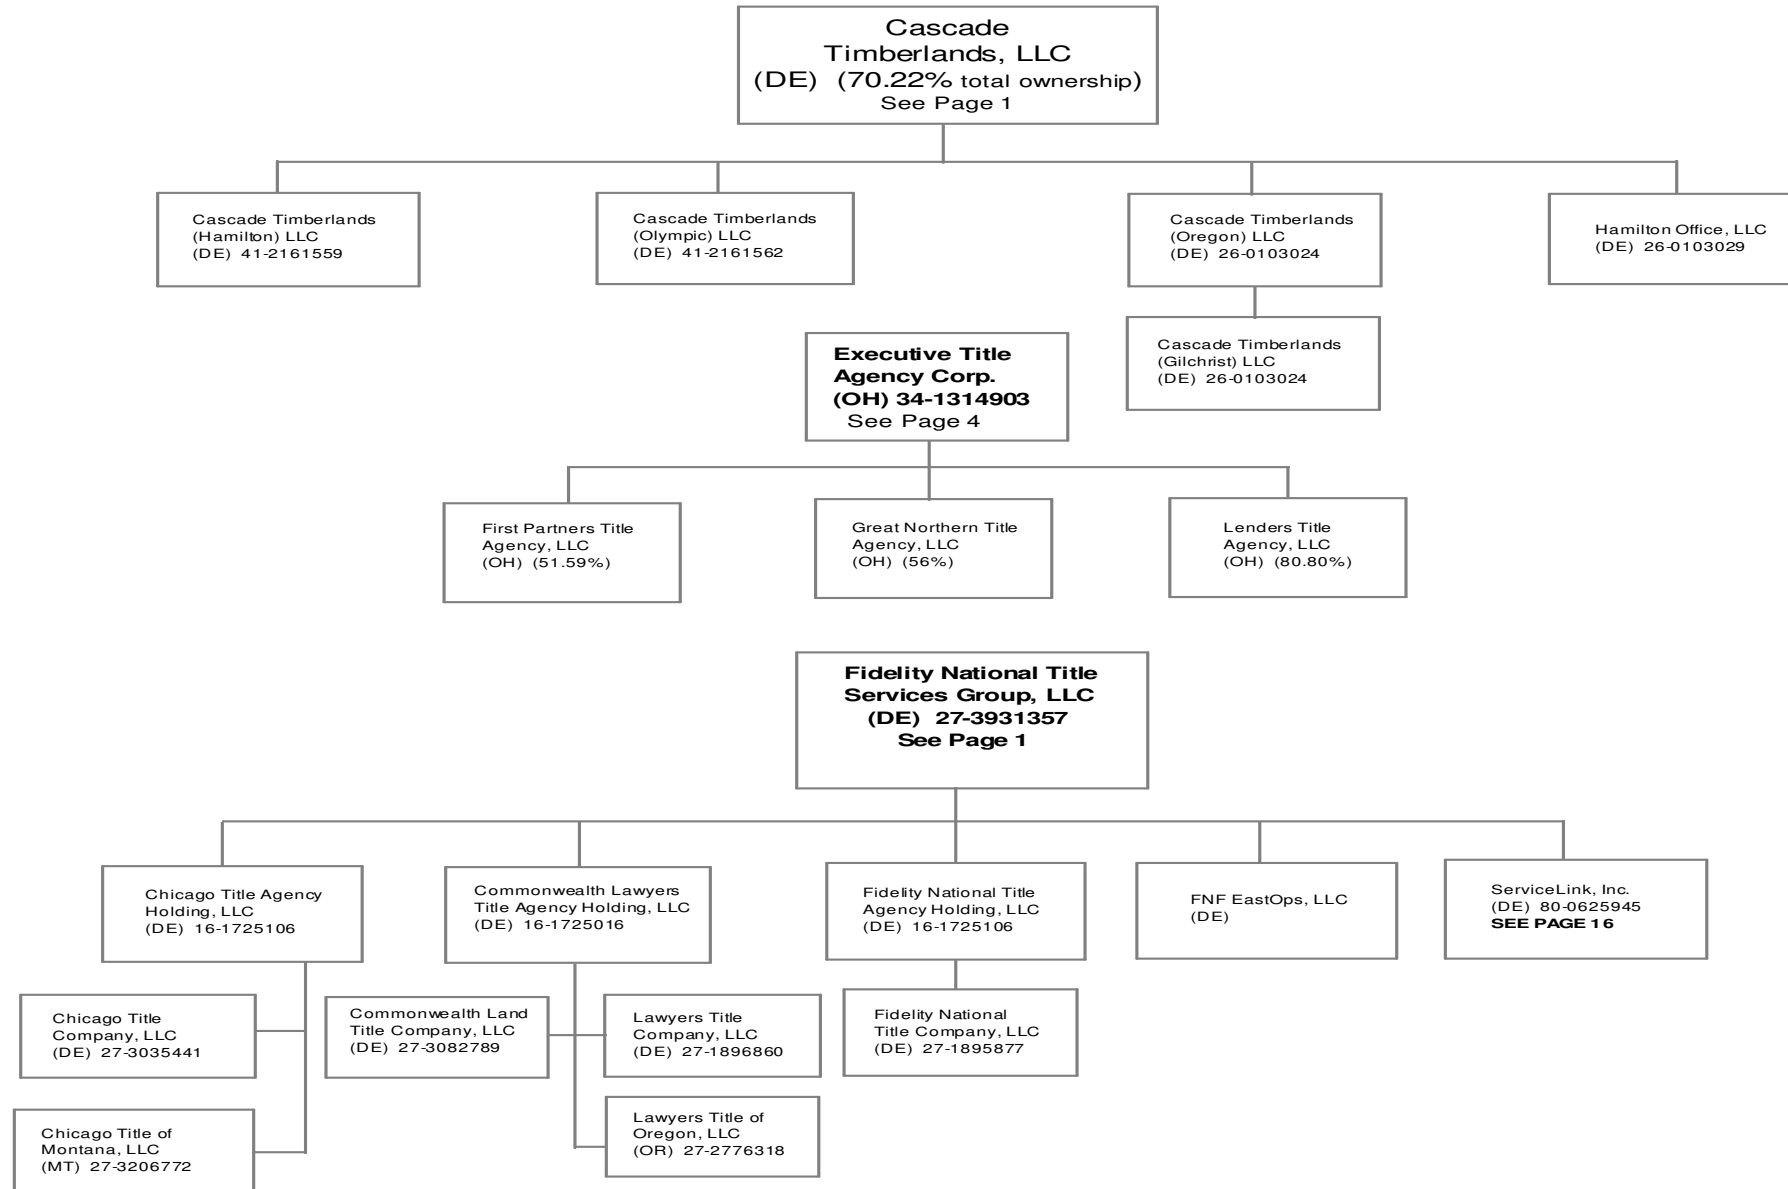 Cascade
Timberlands, LLC
(DE) (70.22% total ownership)
See Page 1
Cascade Timberlands
(Hamilton) LLC
(DE) 41-2161559
Cascade Timberlands
(Olympic) LLC
(DE) 41-2161562
Cascade Timberlands
(Oregon) LLC
(DE) 26-0103024
Hamilton Office, LLC
(DE) 26-0103029
Cascade Timberlands
(Gilchrist) LLC
(DE) 26-0103024
Executive Title
Agency Corp.
(OH) 34-1314903
See Page 4
First Partners Title
Agency, LLC
(OH) (51.59%)
Great Northern Title
Agency, LLC
(OH) (56%)
Lenders Title
Agency, LLC
(OH) (80.80%)
Fidelity National Title
Services Group, LLC
(DE) 27-3931357
See Page 1
Chicago Title Agency
Holding, LLC
(DE) 16-1725106
Commonwealth Lawyers
Title Agency Holding, LLC
(DE) 16-1725016
Fidelity National Title
Agency Holding, LLC
(DE) 16-1725106
FNF EastOps, LLC
(DE)
ServiceLink, Inc.
(DE) 80-0625945
SEE PAGE 16
Chicago Title
Company, LLC
(DE) 27-3035441
Commonwealth Land
Title Company, LLC
(DE) 27-3082789
Lawyers Title
Company, LLC
(DE) 27-1896860
Fidelity National
Title Company, LLC
(DE) 27-1895877
Chicago Title of
Montana, LLC
(MT) 27-3206772
Lawyers Title of
Oregon, LLC
(OR) 27-2776318